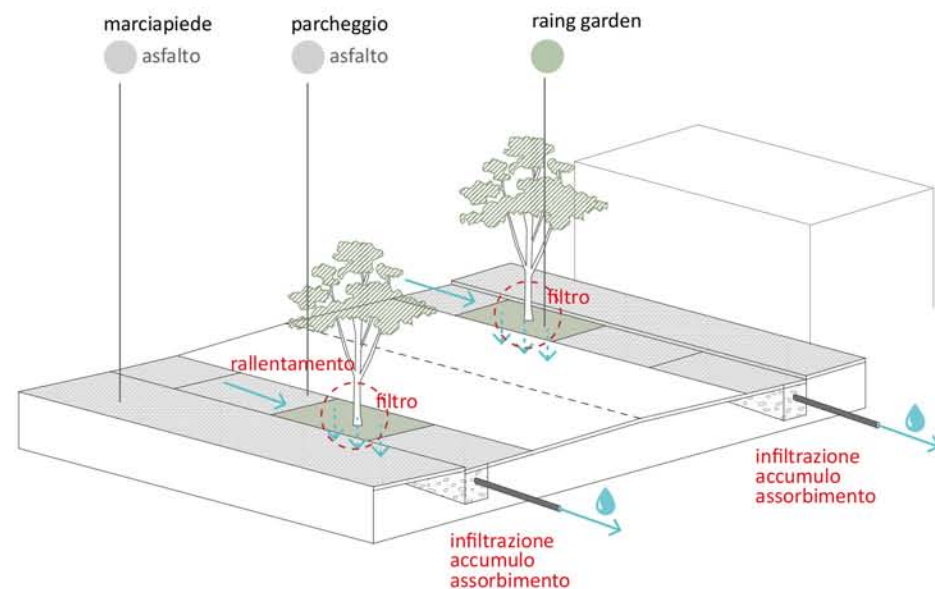 marciapiede
asfalto
parcheggio
asfalto
raing garden
filtro
rallentamento
filtro
infiltrazione
accumulo
assorbimento
infiltrazione
accumulo
assorbimento